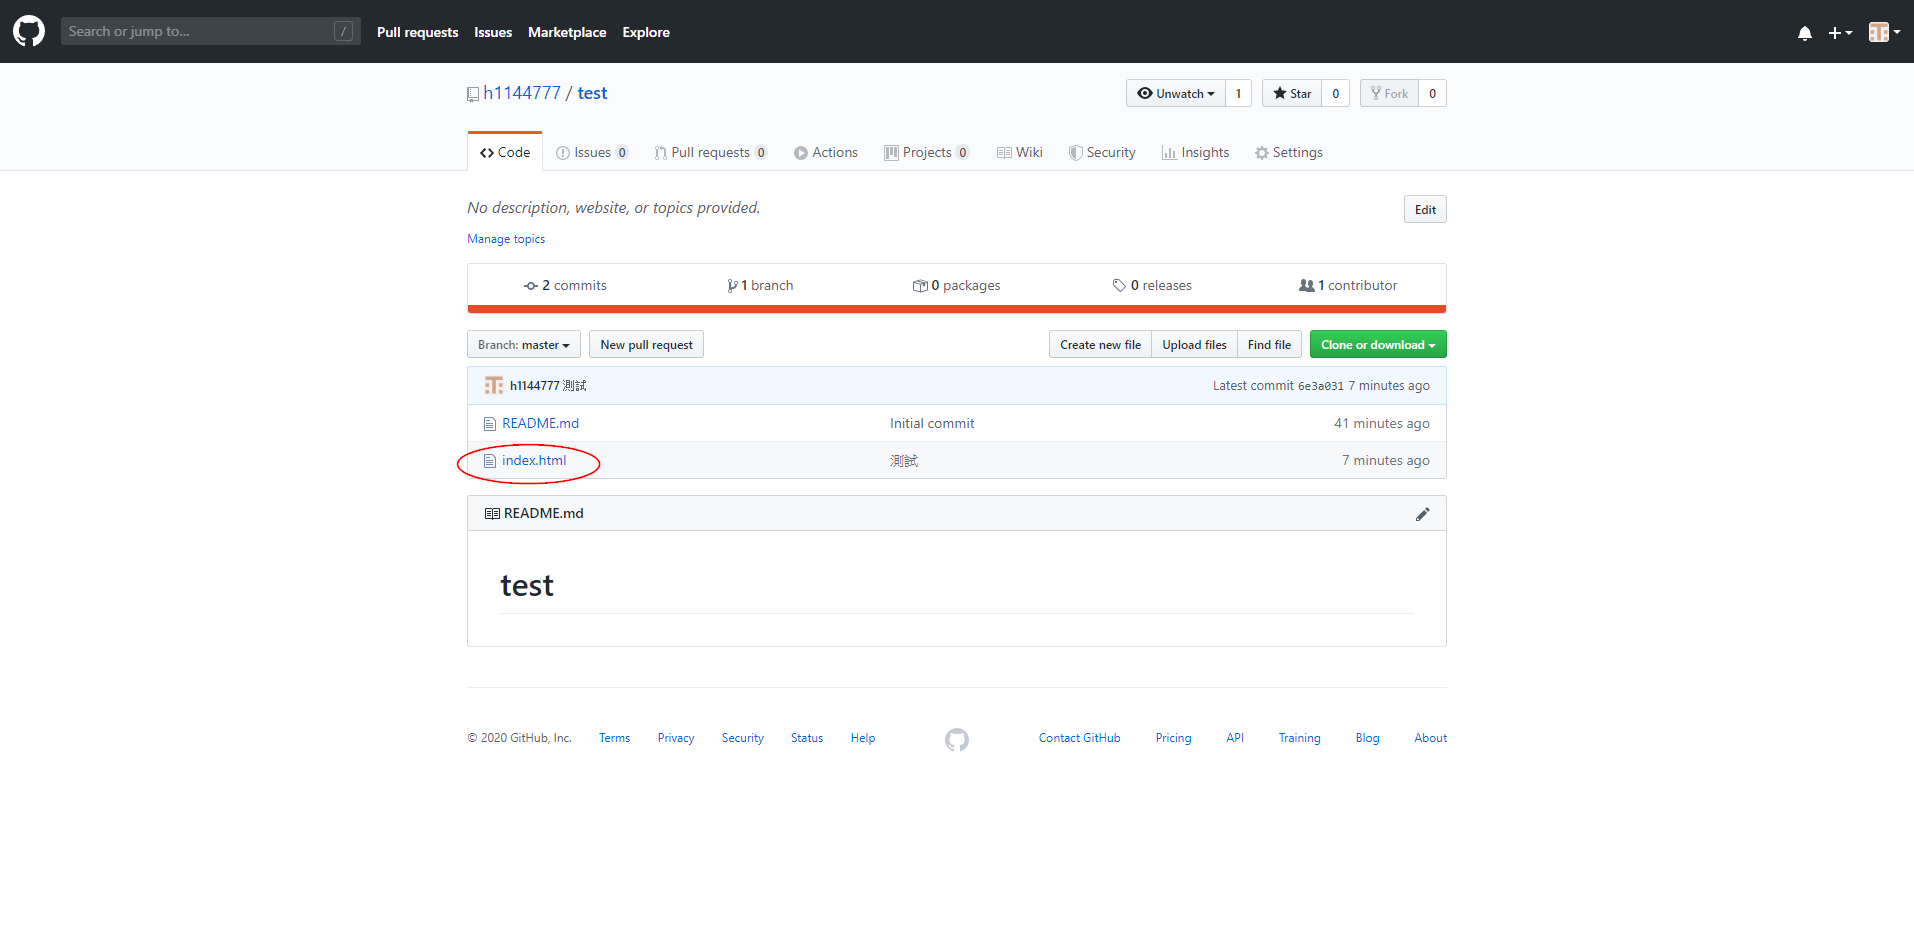 Search or jump to... /
Pull requests Issues Marketplace Explore
h1144777 / test
Unwatch 1 Star 0 Fork 0
Code Issues 0 Pull requests 0 Actions Projects 0 Wiki Security Insights Settings
No description, website, or topics provided. Edit
Manage topics
2 commits 1 branch 0 packages 0 releases 1 contributor
Branch: master New pull request Create new file Upload files Find file Clone or download
h1144777 測試 Latest commit 6e3a031 7 minutes ago
README.md Initial commit 41 minutes ago
index.html 測試 7 minutes ago
README.md
test
© 2020 GitHub, Inc. Terms Privacy Security Status Help Contact GitHub Pricing API Training Blog About